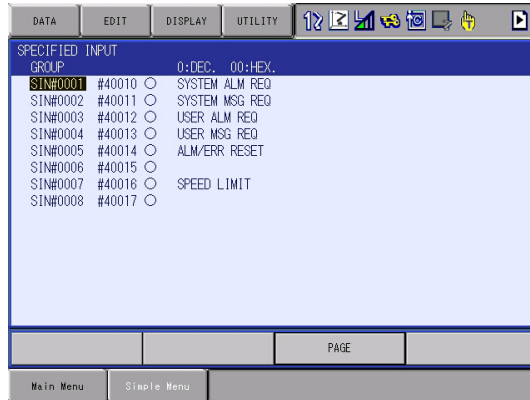 DATA EDIT DISPLAY UTILITY
SPECIFIED INPUT
GROUP 0:DEC. 00:HEX.
SIN#0001 #40010 ○ SYSTEM ALM REQ
SIN#0002 #40011 ○ SYSTEM MSG REQ
SIN#0003 #40012 ○ USER ALM REQ
SIN#0004 #40013 ○ USER MSG REQ
SIN#0005 #40014 ○ ALM/ERR RESET
SIN#0006 #40015 ○
SIN#0007 #40016 ○ SPEED LIMIT
SIN#0008 #40017 ○
PAGE
Main Menu Simple Menu